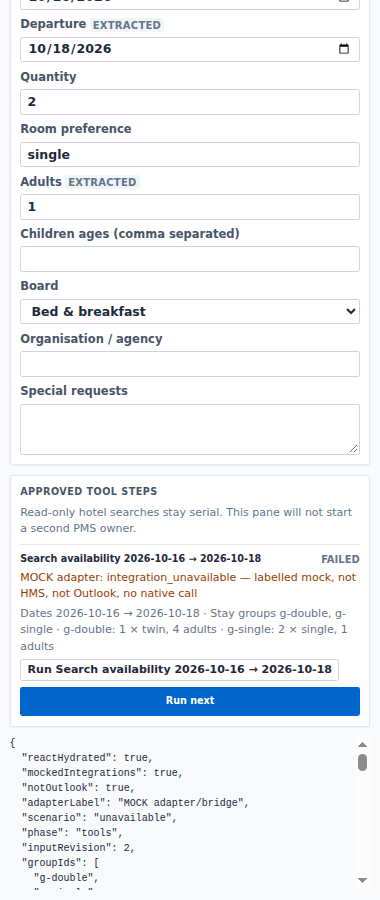 Departure EXTRACTED
10/18/2026
Quantity
2
Room preference
single
Adults EXTRACTED
1
Children ages (comma separated)
Board
Bed & breakfast
Organisation / agency
Special requests
APPROVED TOOL STEPS
Read-only hotel searches stay serial. This pane will not start
a second PMS owner.
Search availability 2026-10-16 → 2026-10-18 FAILED
MOCK adapter: integration_unavailable — labelled mock, not
HMS, not Outlook, no native call
Dates 2026-10-16 → 2026-10-18 · Stay groups g-double, g-
single · g-double: 1 × twin, 4 adults · g-single: 2 × single, 1
adults
Run Search availability 2026-10-16 → 2026-10-18
Run next
{
"reactHydrated": true,
"mockedIntegrations": true,
"notOutlook": true,
"adapterLabel": "MOCK adapter/bridge",
"scenario": "unavailable",
"phase": "tools",
"inputRevision": 2,
"groupIds": [
"g-double",